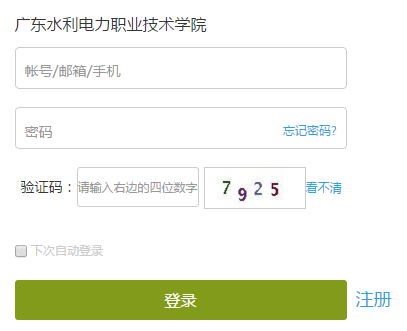 广东水利电力职业技术学院
帐号/邮箱/手机
密码 忘记密码?
验证码： 请输入右边的四位数字 7925 看不清
下次自动登录
登录 注册